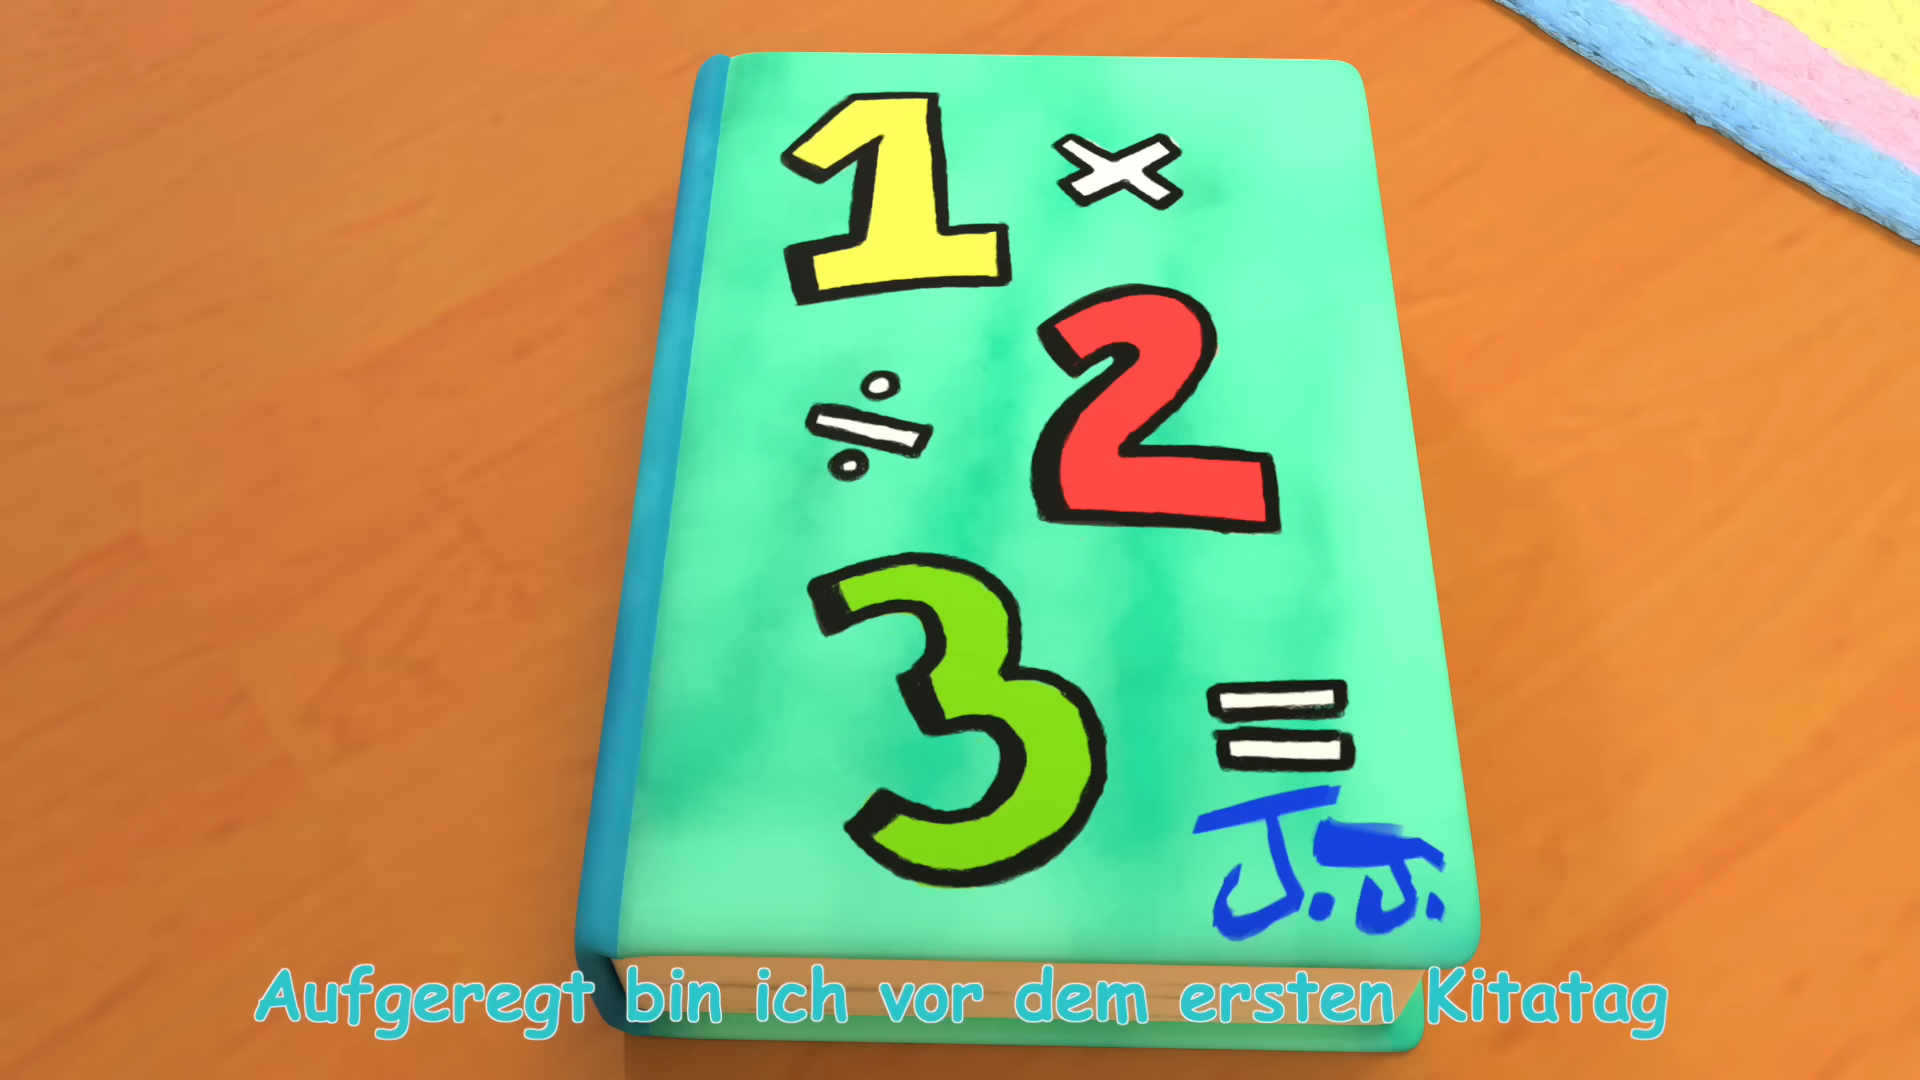 1 ×
÷ 2
3 =
J.J.
Aufgeregt bin ich vor dem ersten Kitatag